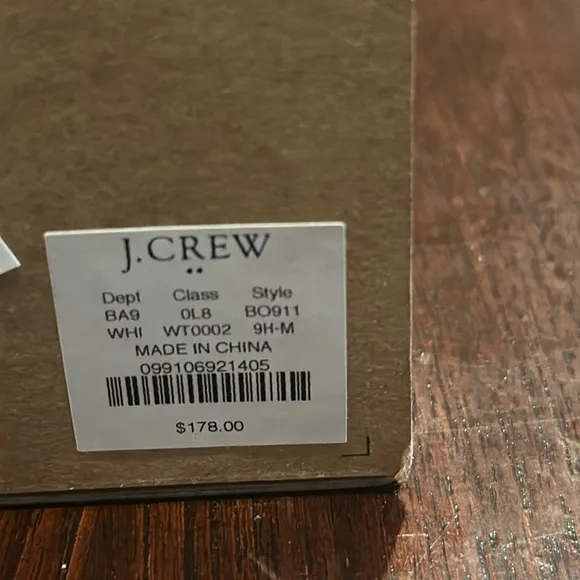 J.CREW
Dept Class Style
BA9 0L8 BO911
WHI WT0002 9H-M
MADE IN CHINA
099106921405
$178.00